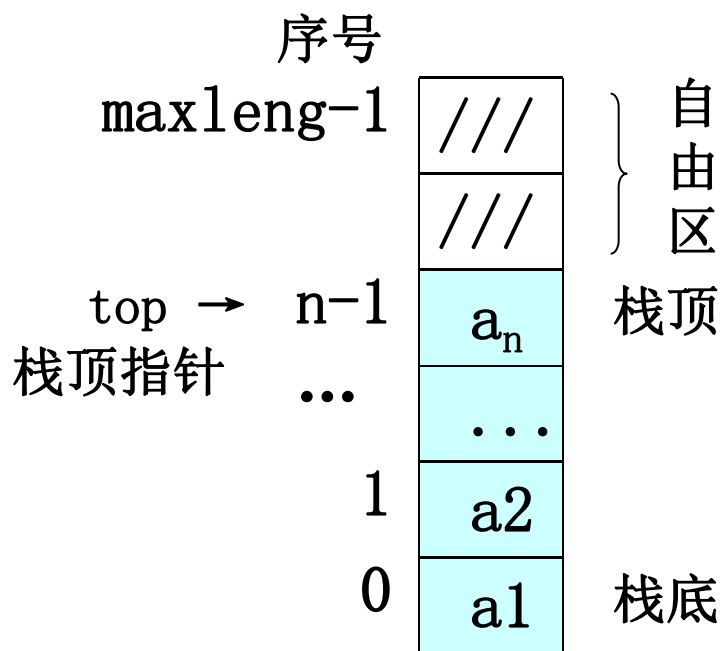 序号
maxleng-1 /// 自由区
///
top → n-1 aₙ 栈顶
栈顶指针 ... ...
1 a2
0 a1 栈底